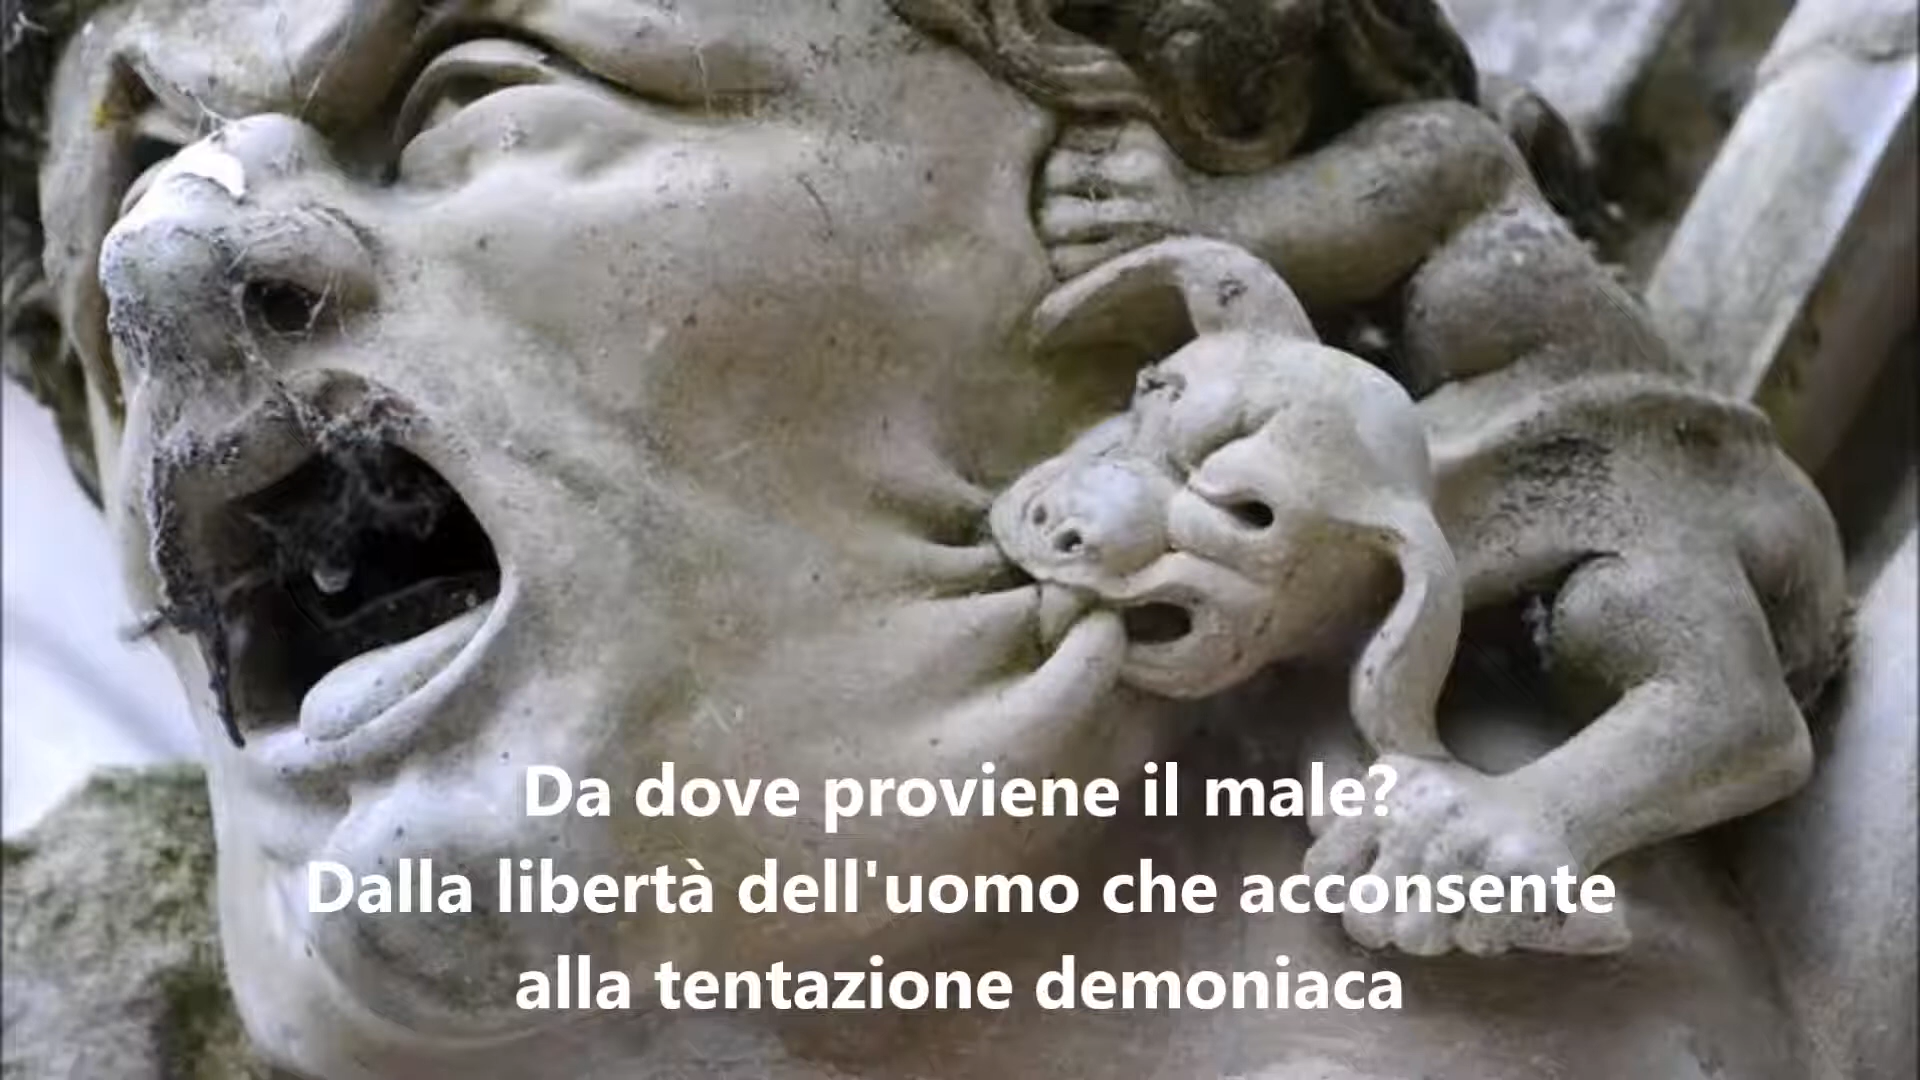 Da dove proviene il male?
Dalla libertà dell'uomo che acconsente
alla tentazione demoniaca